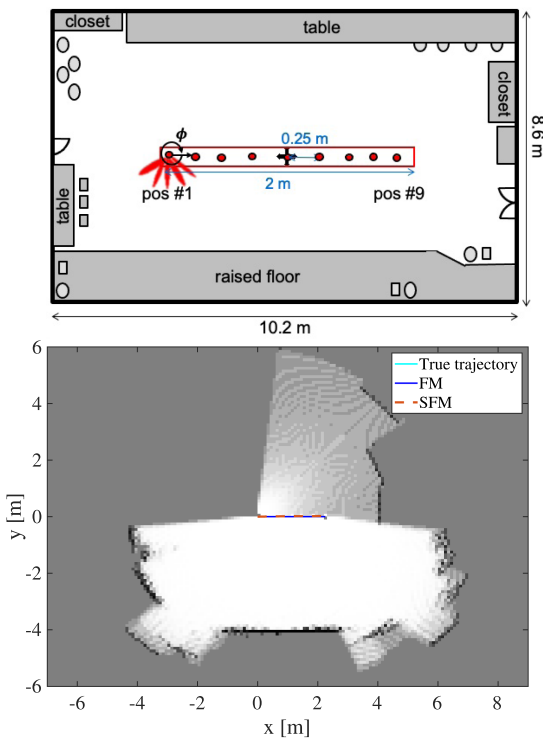 closet
table
closet
8.6 m
ϕ
0.25 m
2 m
pos #1
pos #9
table
raised floor
10.2 m
6
4
2
0
-2
-4
-6
y [m]
True trajectory
FM
SFM
-6 -4 -2 0 2 4 6 8
x [m]